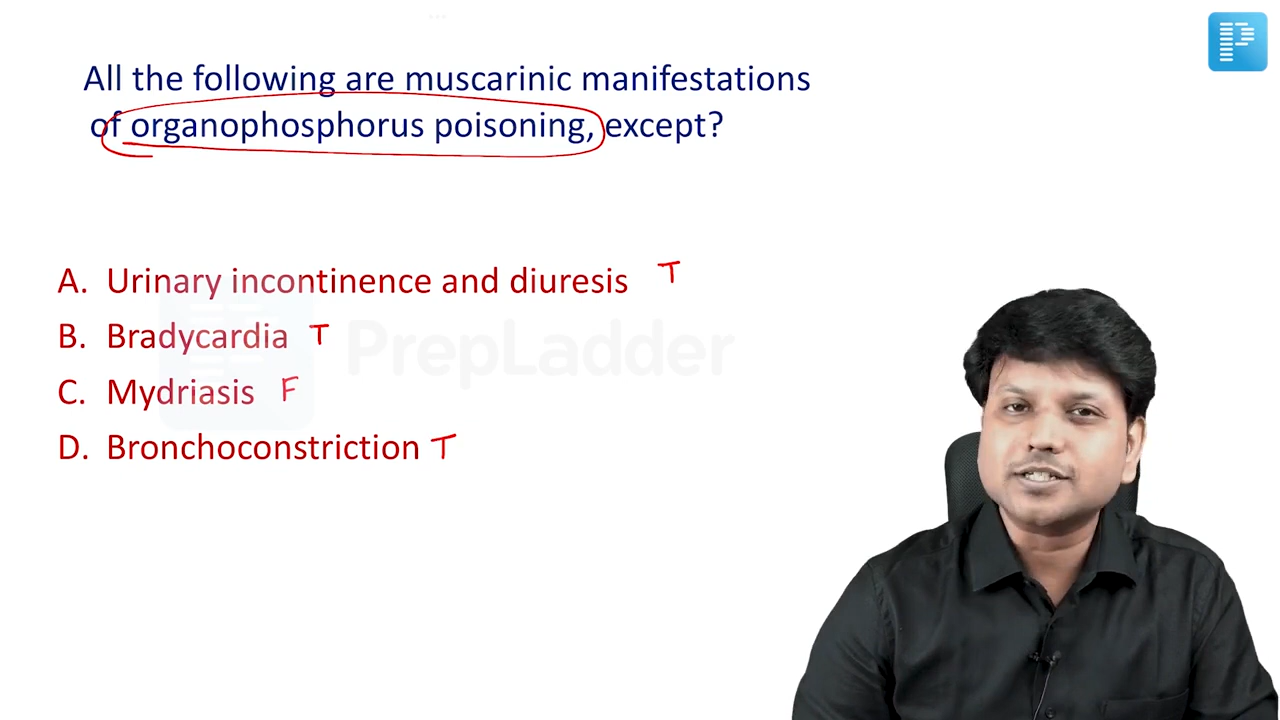 All the following are muscarinic manifestations
of organophosphorus poisoning, except?
A. Urinary incontinence and diuresis T
B. Bradycardia T
C. Mydriasis F
D. Bronchoconstriction T
PrepLadder